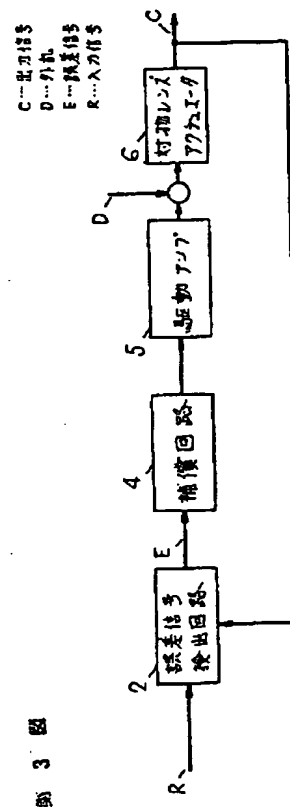 第 3 図
C…出力信号
D…外乱
E…誤差信号
R…入力信号
R
2
誤差信号
検出回路
E
4
補償回路
5
駆動アンプ
D
6
対物レンズ
アクチュエータ
C